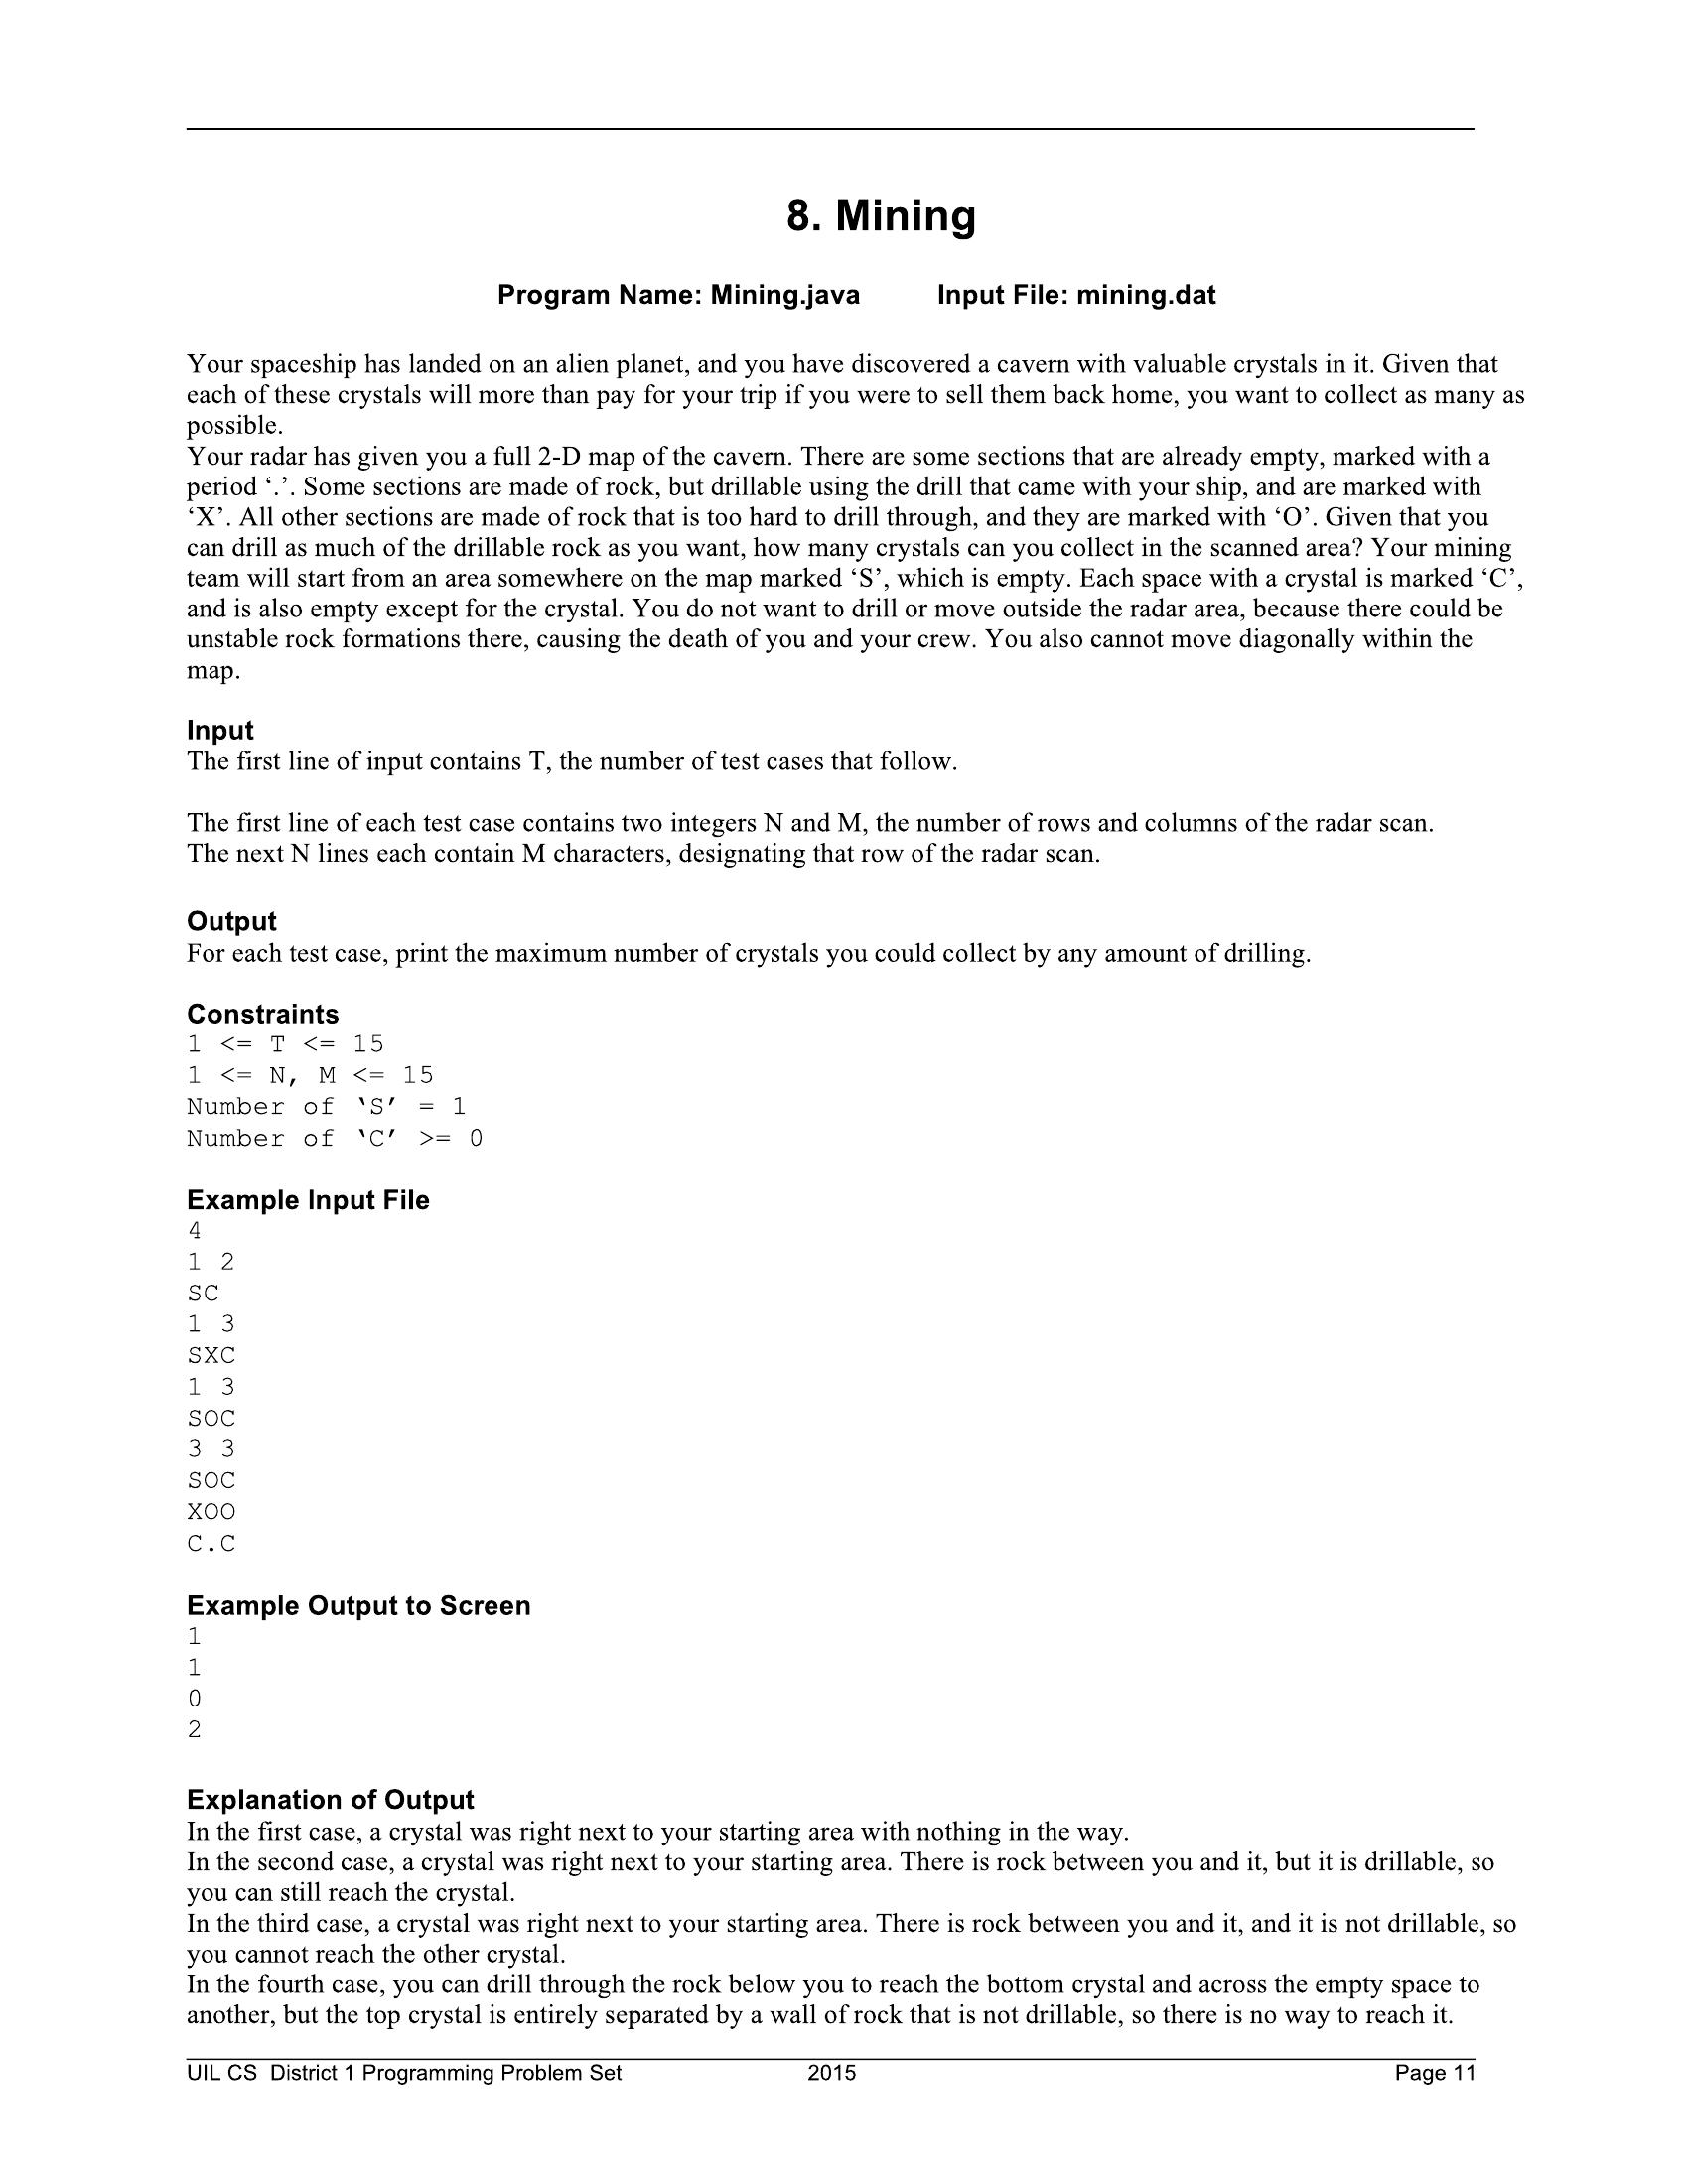 8. Mining
Program Name: Mining.java Input File: mining.dat
Your spaceship has landed on an alien planet, and you have discovered a cavern with valuable crystals in it. Given that
each of these crystals will more than pay for your trip if you were to sell them back home, you want to collect as many as
possible.
Your radar has given you a full 2-D map of the cavern. There are some sections that are already empty, marked with a
period ‘.’. Some sections are made of rock, but drillable using the drill that came with your ship, and are marked with
‘X’. All other sections are made of rock that is too hard to drill through, and they are marked with ‘O’. Given that you
can drill as much of the drillable rock as you want, how many crystals can you collect in the scanned area? Your mining
team will start from an area somewhere on the map marked ‘S’, which is empty. Each space with a crystal is marked ‘C’,
and is also empty except for the crystal. You do not want to drill or move outside the radar area, because there could be
unstable rock formations there, causing the death of you and your crew. You also cannot move diagonally within the
map.
Input
The first line of input contains T, the number of test cases that follow.
The first line of each test case contains two integers N and M, the number of rows and columns of the radar scan.
The next N lines each contain M characters, designating that row of the radar scan.
Output
For each test case, print the maximum number of crystals you could collect by any amount of drilling.
Constraints
1 <= T <= 15
1 <= N, M <= 15
Number of ‘S’ = 1
Number of ‘C’ >= 0
Example Input File
4
1 2
SC
1 3
SXC
1 3
SOC
3 3
SOC
XOO
C.C
Example Output to Screen
1
1
0
2
Explanation of Output
In the first case, a crystal was right next to your starting area with nothing in the way.
In the second case, a crystal was right next to your starting area. There is rock between you and it, but it is drillable, so
you can still reach the crystal.
In the third case, a crystal was right next to your starting area. There is rock between you and it, and it is not drillable, so
you cannot reach the other crystal.
In the fourth case, you can drill through the rock below you to reach the bottom crystal and across the empty space to
another, but the top crystal is entirely separated by a wall of rock that is not drillable, so there is no way to reach it.
UIL CS District 1 Programming Problem Set 2015 Page 11